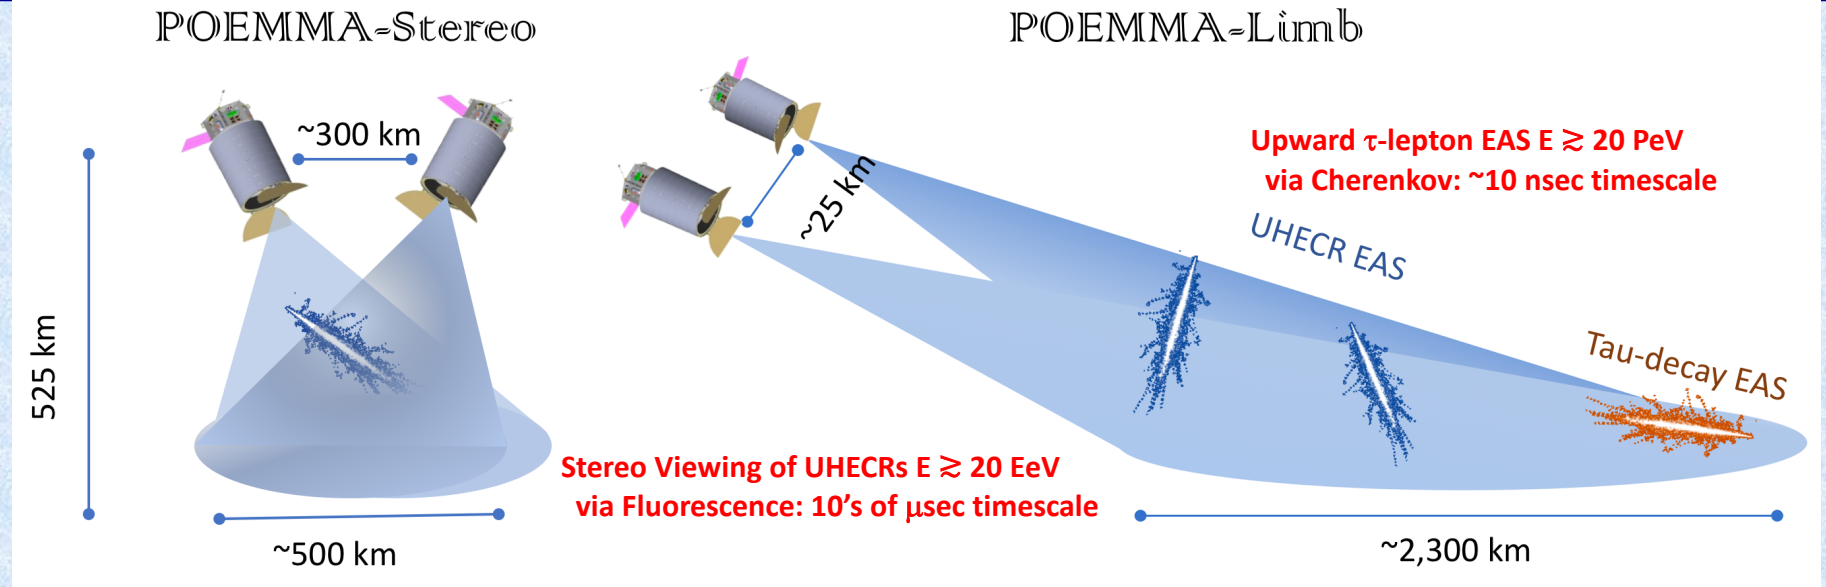 POEMMA-Stereo
POEMMA-Limb
~300 km
525 km
~500 km
Stereo Viewing of UHECRs E ≳ 20 EeV
via Fluorescence: 10’s of μsec timescale
~25 km
Upward τ-lepton EAS E ≳ 20 PeV
via Cherenkov: ~10 nsec timescale
UHECR EAS
Tau-decay EAS
~2,300 km